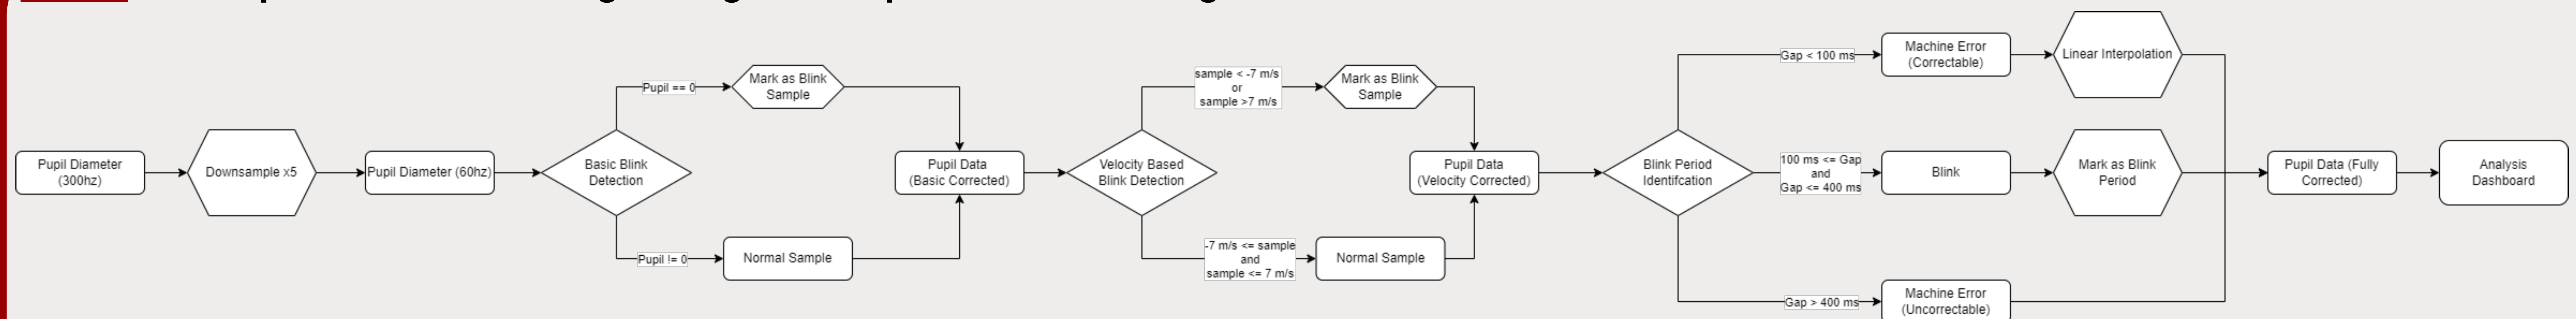 Pupil Diameter
(300hz)
Downsample x5
Pupil Diameter (60hz)
Basic Blink
Detection
Pupil == 0
Mark as Blink
Sample
Pupil != 0
Normal Sample
Pupil Data
(Basic Corrected)
Velocity Based
Blink Detection
sample < -7 m/s
or
sample >7 m/s
Mark as Blink
Sample
-7 m/s <= sample
and
sample <= 7 m/s
Normal Sample
Pupil Data
(Velocity Corrected)
Blink Period
Identifcation
Gap < 100 ms
Machine Error
(Correctable)
Linear Interpolation
100 ms <= Gap
and
Gap <= 400 ms
Blink
Mark as Blink
Period
Gap > 400 ms
Machine Error
(Uncorrectable)
Pupil Data (Fully
Corrected)
Analysis
Dashboard